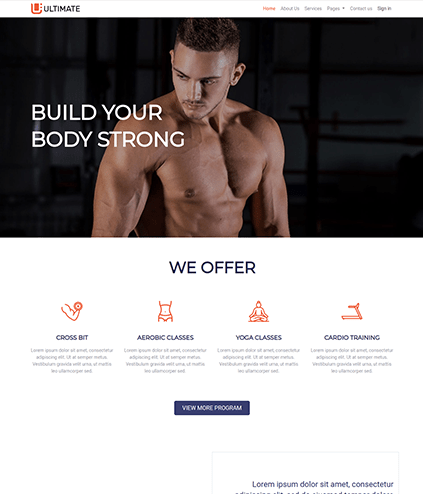 ULTIMATE
Home About Us Services Pages Contact us Sign In
BUILD YOUR
BODY STRONG
WE OFFER
CROSS BIT
Lorem ipsum dolor sit amet, consectetur
adipiscing elit. Ut at semper metus.
Vestibulum gravida velit urna, ut mattis
leo ullamcorper sed.
AEROBIC CLASSES
Lorem ipsum dolor sit amet, consectetur
adipiscing elit. Ut at semper metus.
Vestibulum gravida velit urna, ut mattis
leo ullamcorper sed.
YOGA CLASSES
Lorem ipsum dolor sit amet, consectetur
adipiscing elit. Ut at semper metus.
Vestibulum gravida velit urna, ut mattis
leo ullamcorper sed.
CARDIO TRAINING
Lorem ipsum dolor sit amet, consectetur
adipiscing elit. Ut at semper metus.
Vestibulum gravida velit urna, ut mattis
leo ullamcorper sed.
VIEW MORE PROGRAM
Lorem ipsum dolor sit amet, consectetur